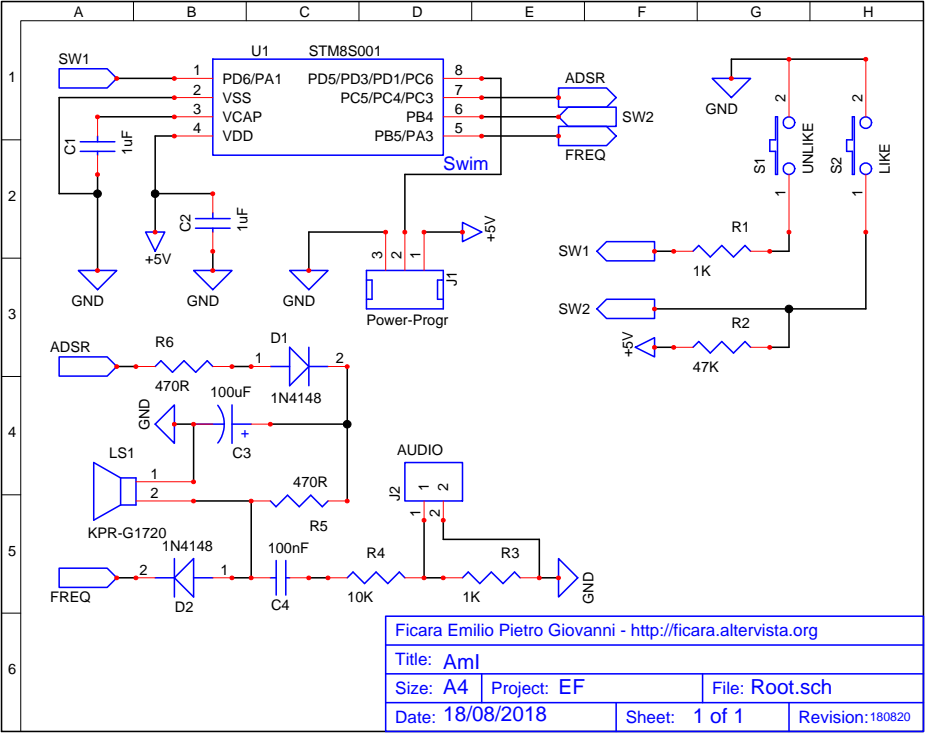 A B C D E F G H
1
2
3
4
5
6
U1 STM8S001
SW1
1 PD6/PA1 PD5/PD3/PD1/PC6 8
2 VSS PC5/PC4/PC3 7
3 VCAP PB4 6
4 VDD PB5/PA3 5
ADSR
SW2
FREQ
Swim
C1 1uF
C2 1uF
+5V
GND
GND
GND
3 2 1
J1
+5V
Power-Progr
GND
2 2
S1 UNLIKE
S2 LIKE
1 1
SW1
R1
1K
SW2
R2
+5V
47K
ADSR
R6
470R
D1
1 2
1N4148
GND
100uF
+
C3
LS1
1
2
KPR-G1720
470R
R5
AUDIO
J2
1 2
1 2
FREQ
1N4148
2 1
D2
100nF
C4
R4
10K
R3
1K
GND
Ficara Emilio Pietro Giovanni - http://ficara.altervista.org
Title: AmI
Size: A4 Project: EF File: Root.sch
Date: 18/08/2018 Sheet: 1 of 1 Revision: 180820